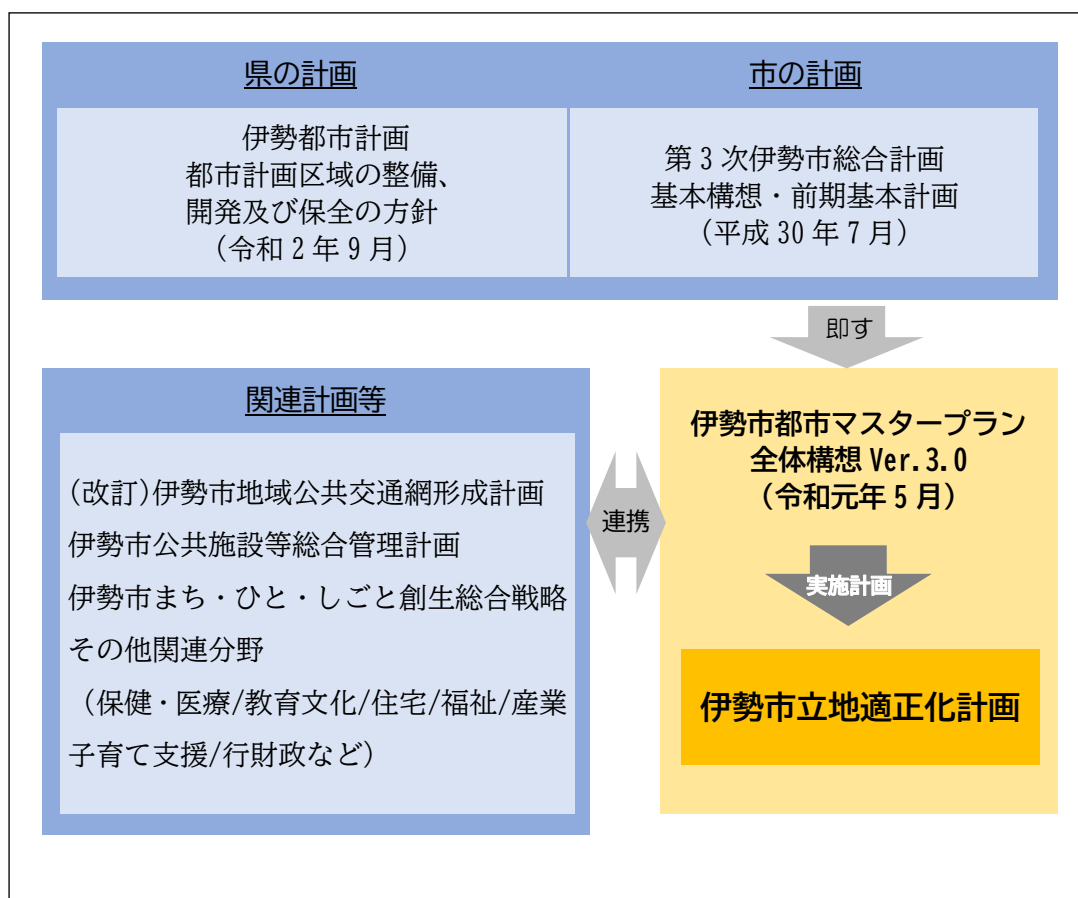 県の計画
伊勢都市計画
都市計画区域の整備、
開発及び保全の方針
（令和 2 年 9 月）
市の計画
第 3 次伊勢市総合計画
基本構想・前期基本計画
（平成 30 年 7 月）
即す
関連計画等
(改訂)伊勢市地域公共交通網形成計画
伊勢市公共施設等総合管理計画
伊勢市まち・ひと・しごと創生総合戦略
その他関連分野
（保健・医療/教育文化/住宅/福祉/産業
子育て支援/行財政など）
連携
伊勢市都市マスタープラン
全体構想 Ver.3.0
（令和元年 5 月）
実施計画
伊勢市立地適正化計画